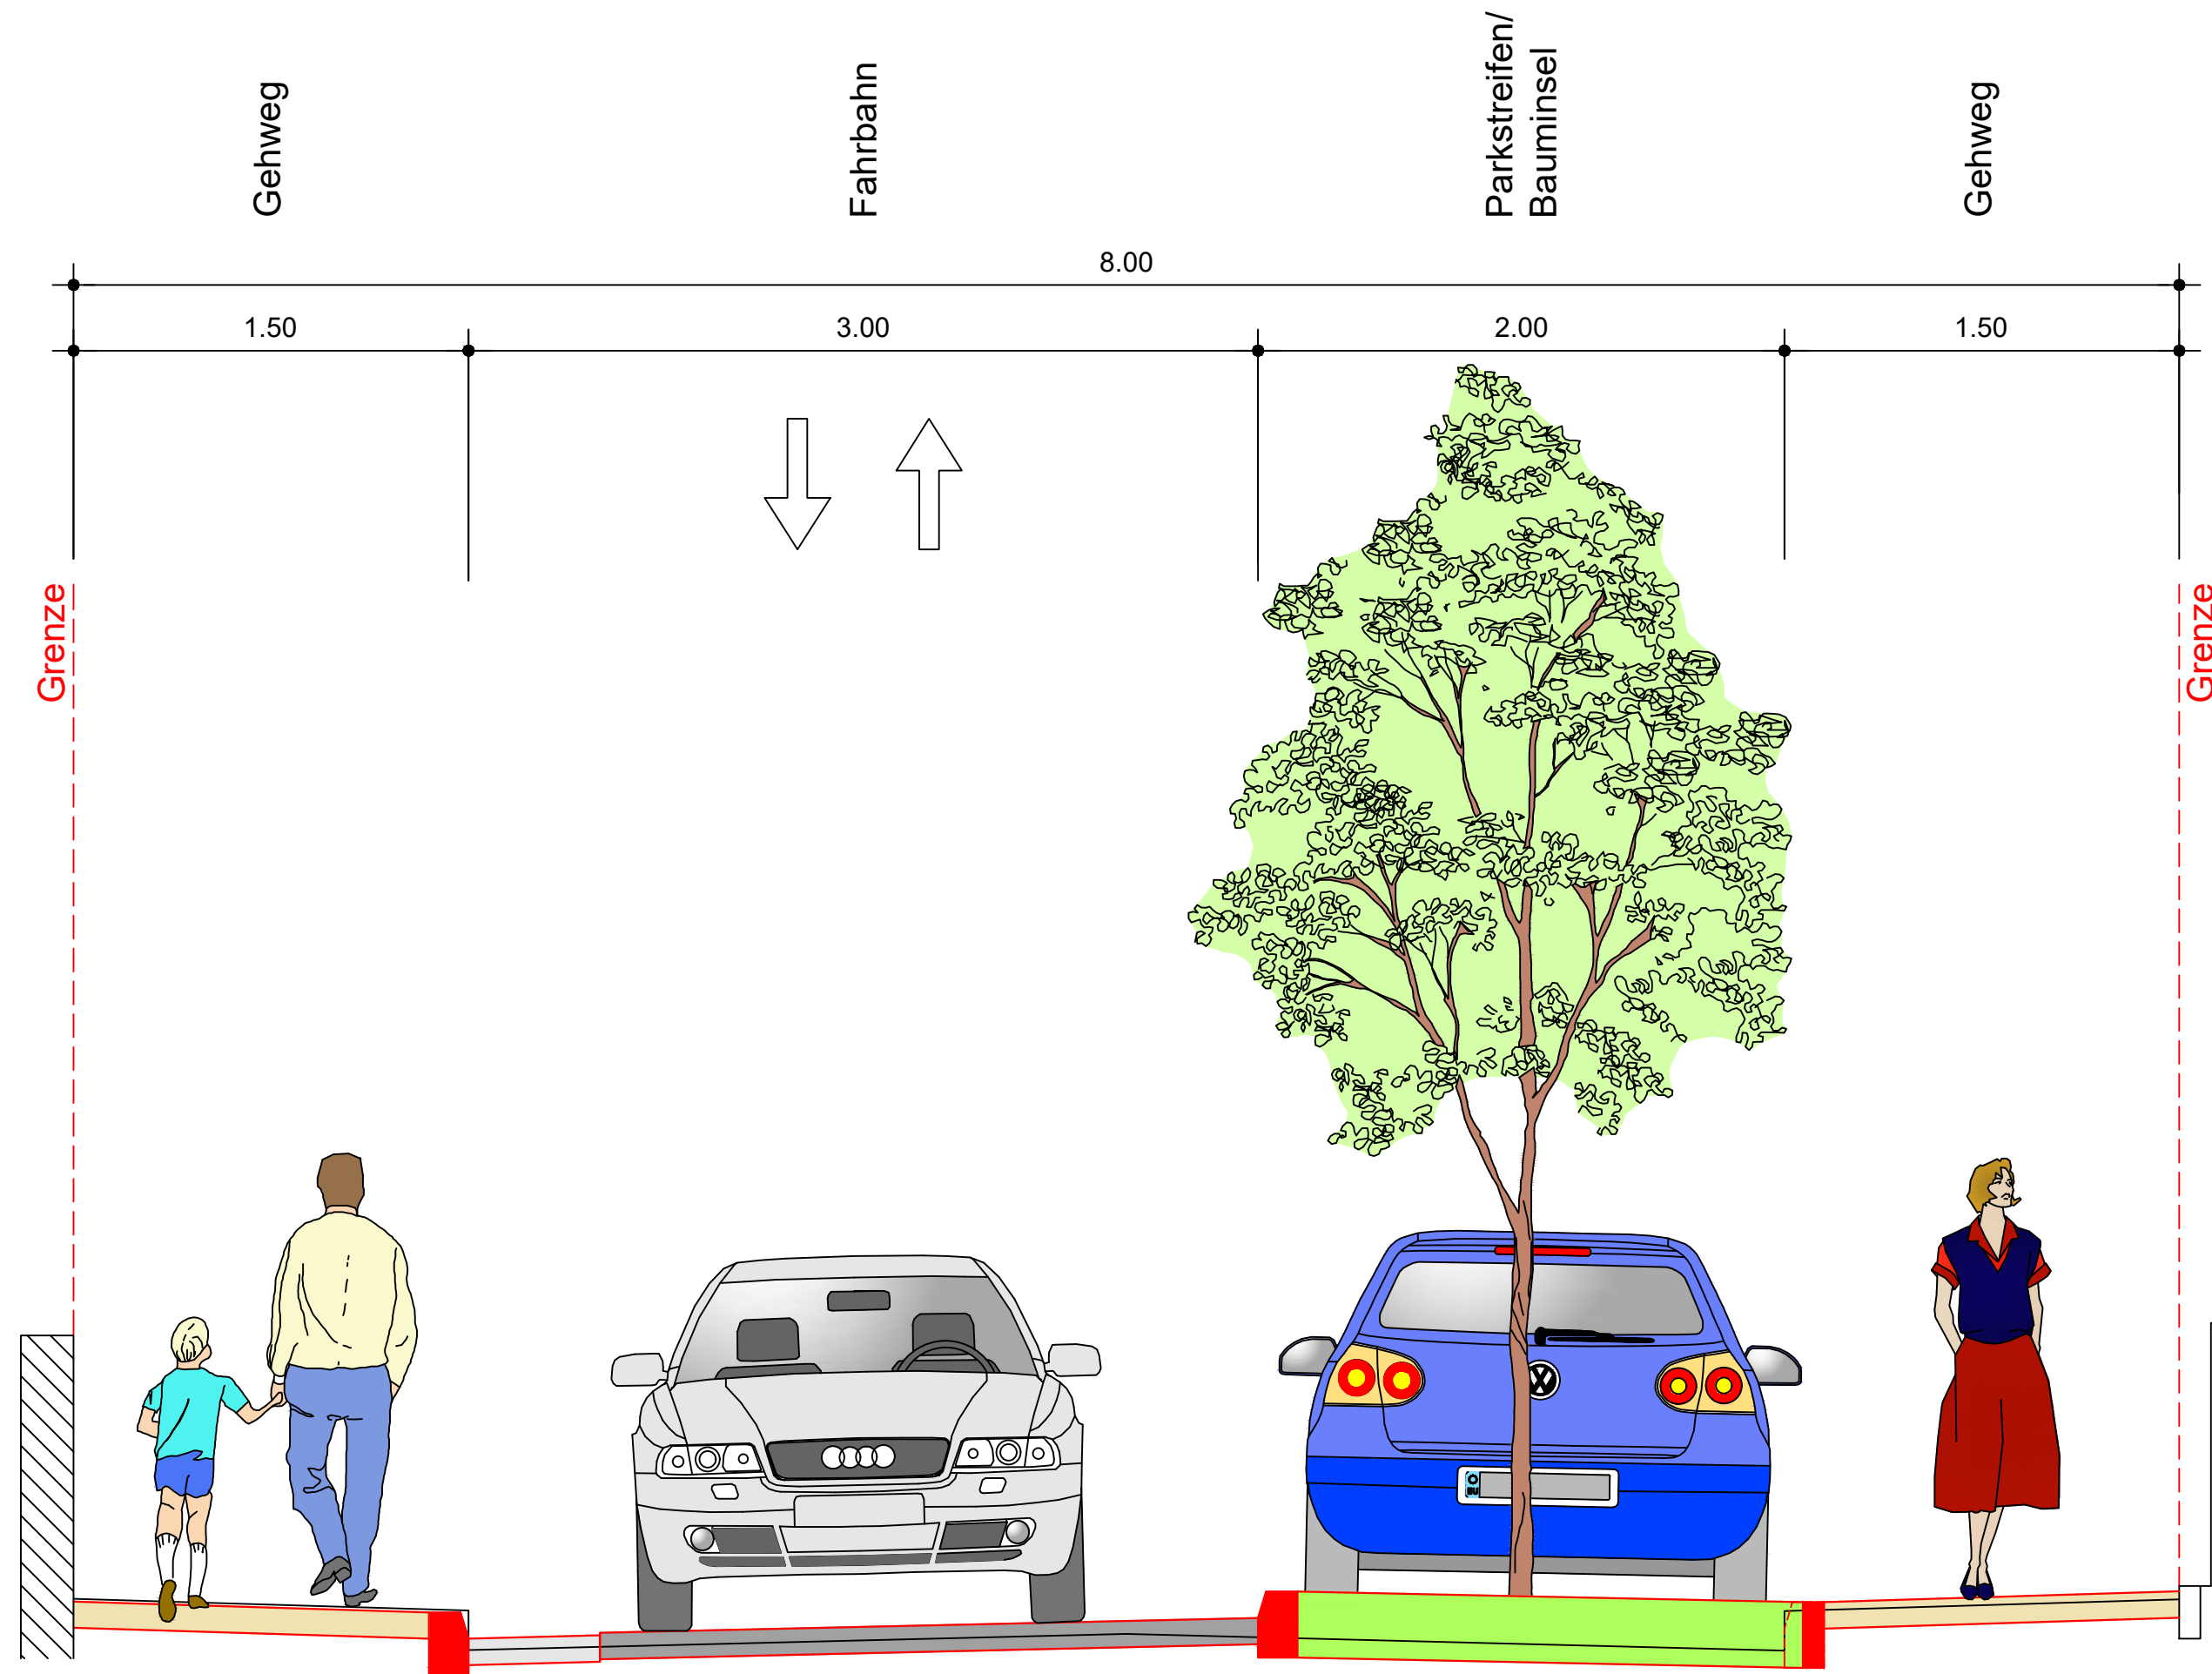 Gehweg
Fahrbahn
Parkstreifen/
Bauminsel
Gehweg
8.00
1.50
3.00
2.00
1.50
Grenze
Grenze